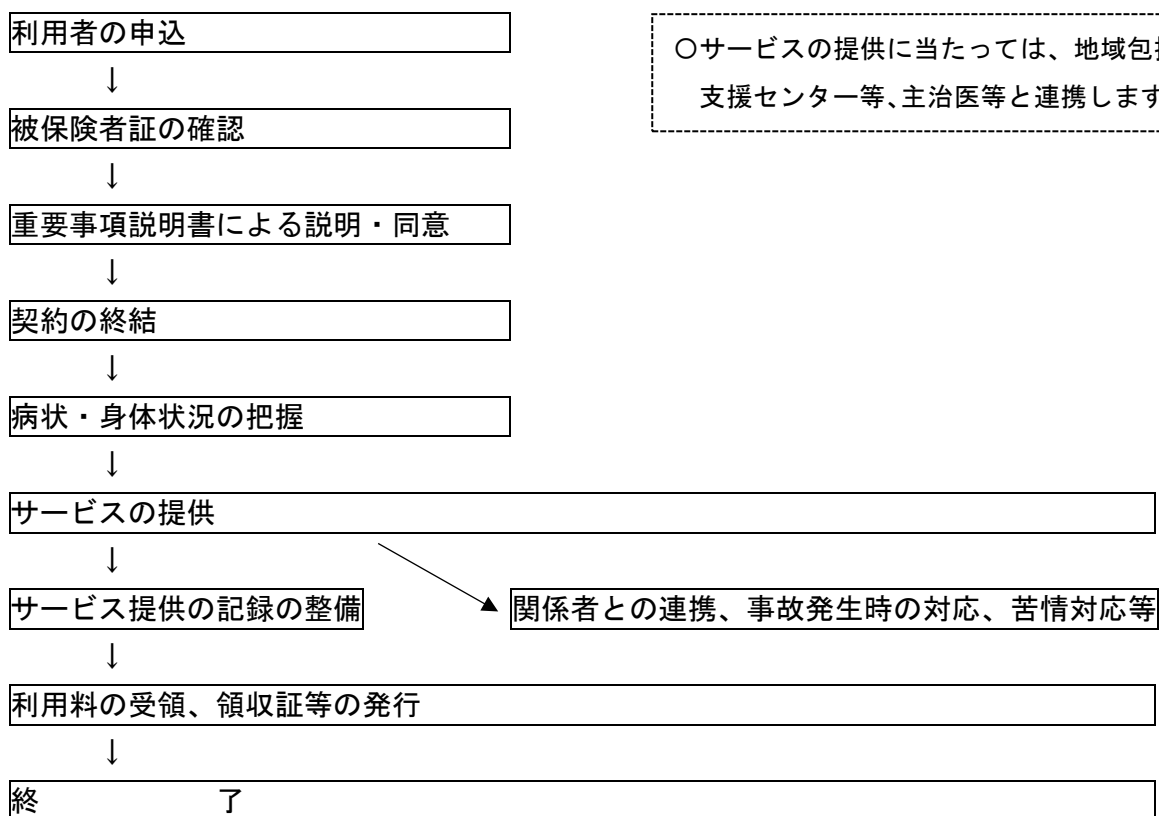 利用者の申込
〇サービスの提供に当たっては、地域包
支援センター等、主治医等と連携します
↓
被保険者証の確認
↓
重要事項説明書による説明・同意
↓
契約の終結
↓
病状・身体状況の把握
↓
サービスの提供
↓
サービス提供の記録の整備
関係者との連携、事故発生時の対応、苦情対応等
↓
利用料の受領、領収証等の発行
↓
終 了